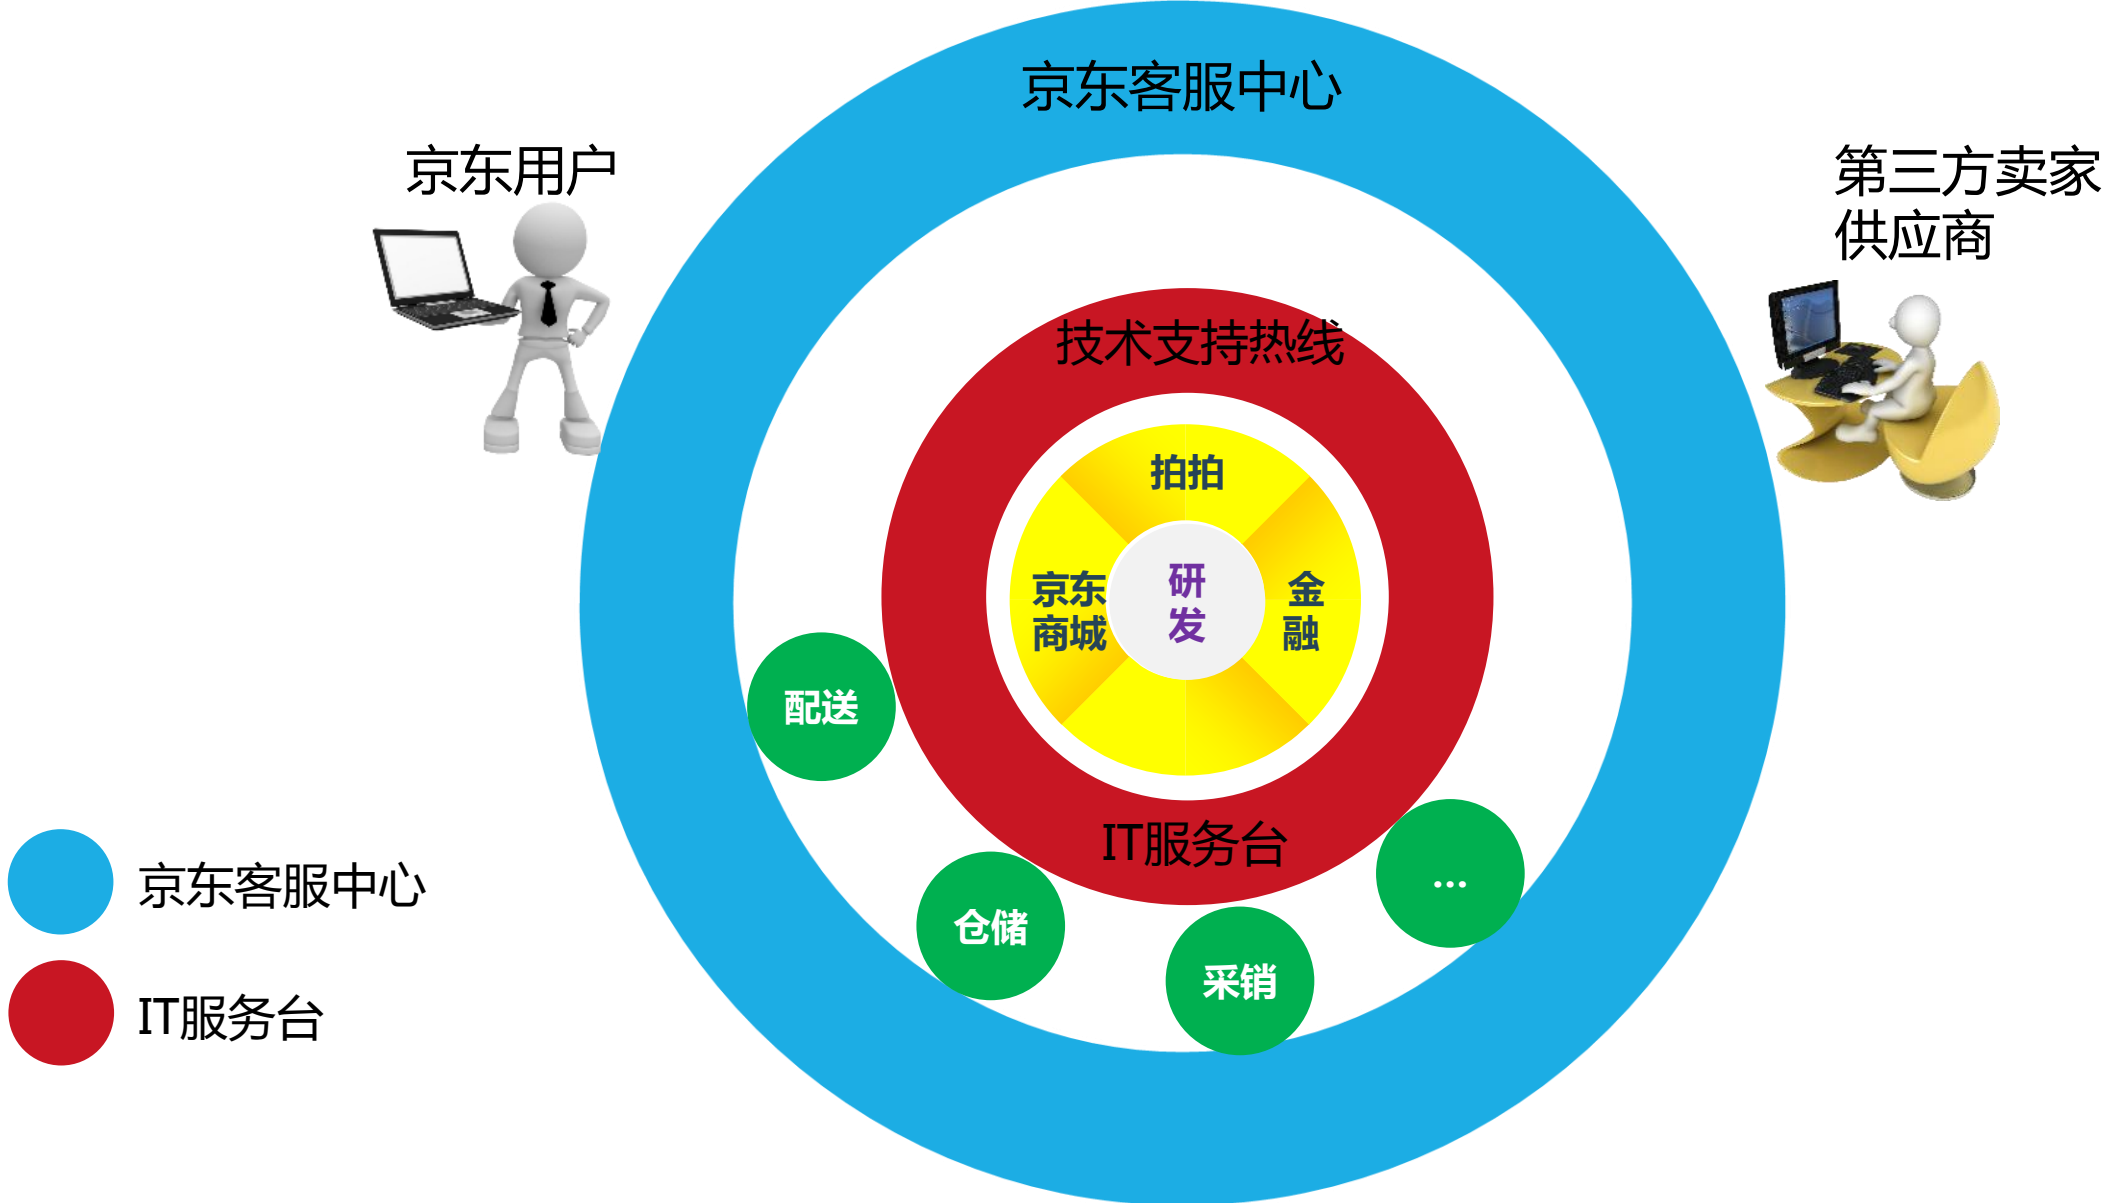 京东客服中心
京东用户
第三方卖家
供应商
技术支持热线
拍拍
京东
商城
研
发
金
融
配送
IT服务台
...
仓储
采销
京东客服中心
IT服务台